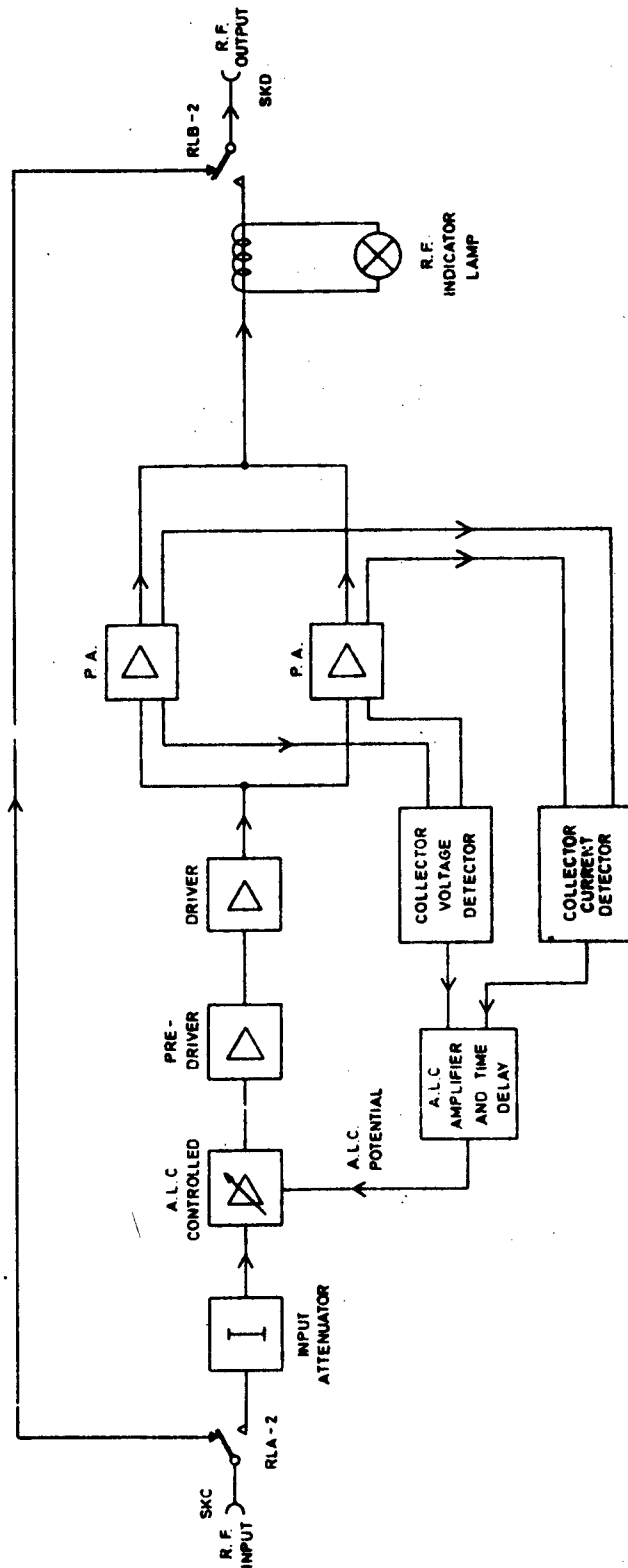 R.F.
INPUT
SKC
RLA-2
INPUT
ATTENUATOR
A.L.C
CONTROLLED
PRE-
DRIVER
DRIVER
P.A.
P.A.
A.L.C.
POTENTIAL
A.L.C
AMPLIFIER
AND TIME
DELAY
COLLECTOR
VOLTAGE
DETECTOR
COLLECTOR
CURRENT
DETECTOR
R.F.
INDICATOR
LAMP
RLB-2
R.F.
OUTPUT
SKD